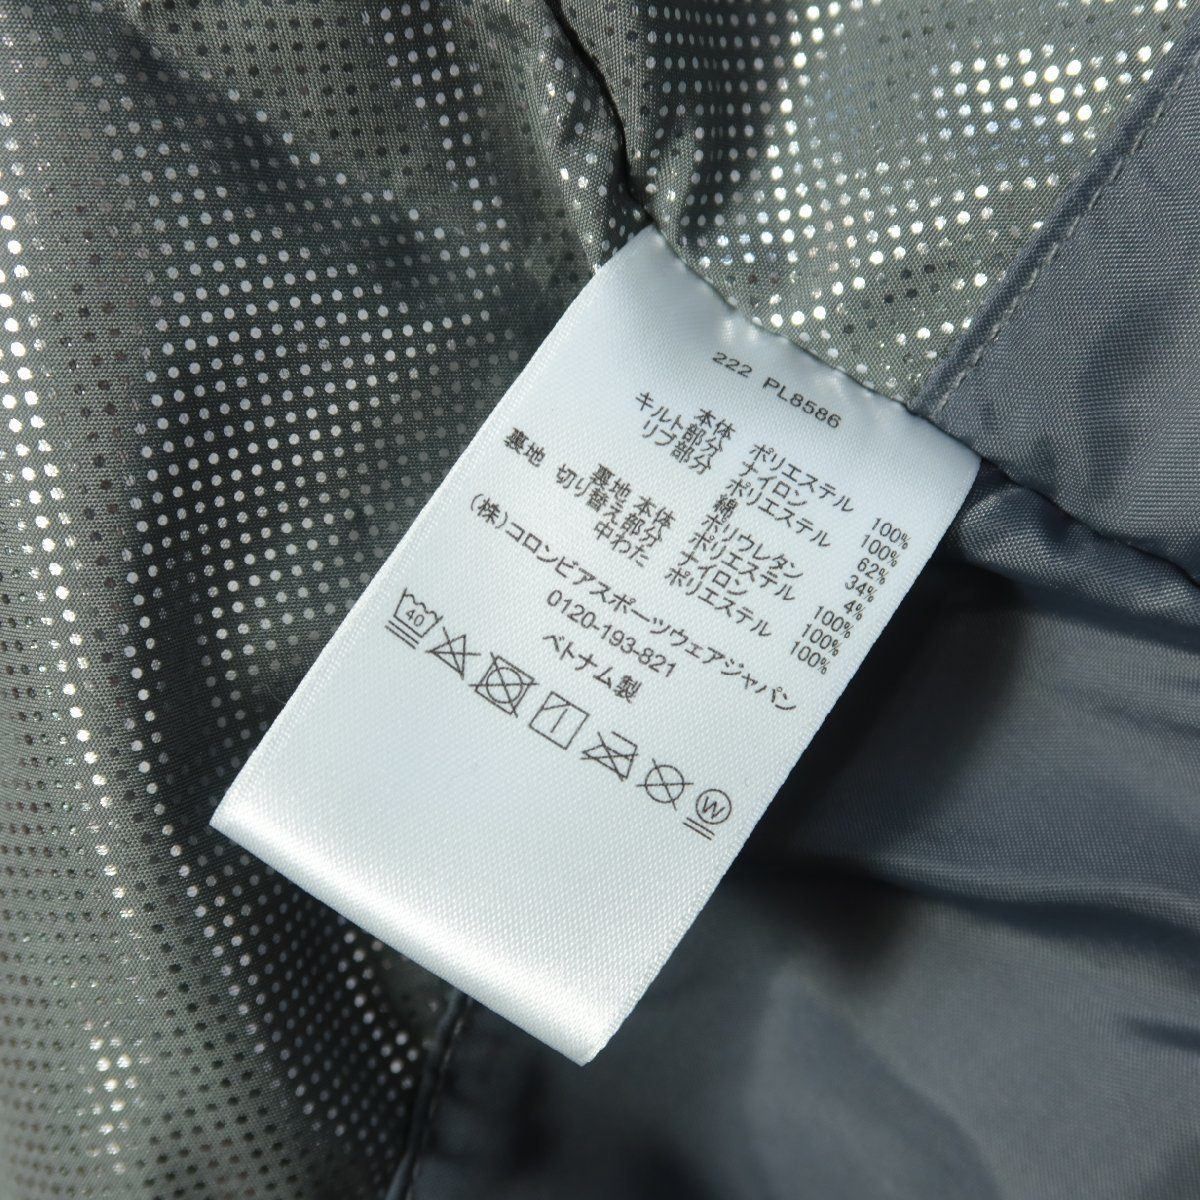 222 PL8586
本体 ポリエステル 100%
キルト部分 ナイロン 100%
リブ部分 ポリエステル 62%
綿 34%
ポリウレタン 4%
裏地 本体 ポリエステル 100%
裏地 切り替え部分 ナイロン 100%
中わた ポリエステル 100%
(株)コロンビアスポーツウェアジャパン
0120-193-821
ベトナム製
40
W